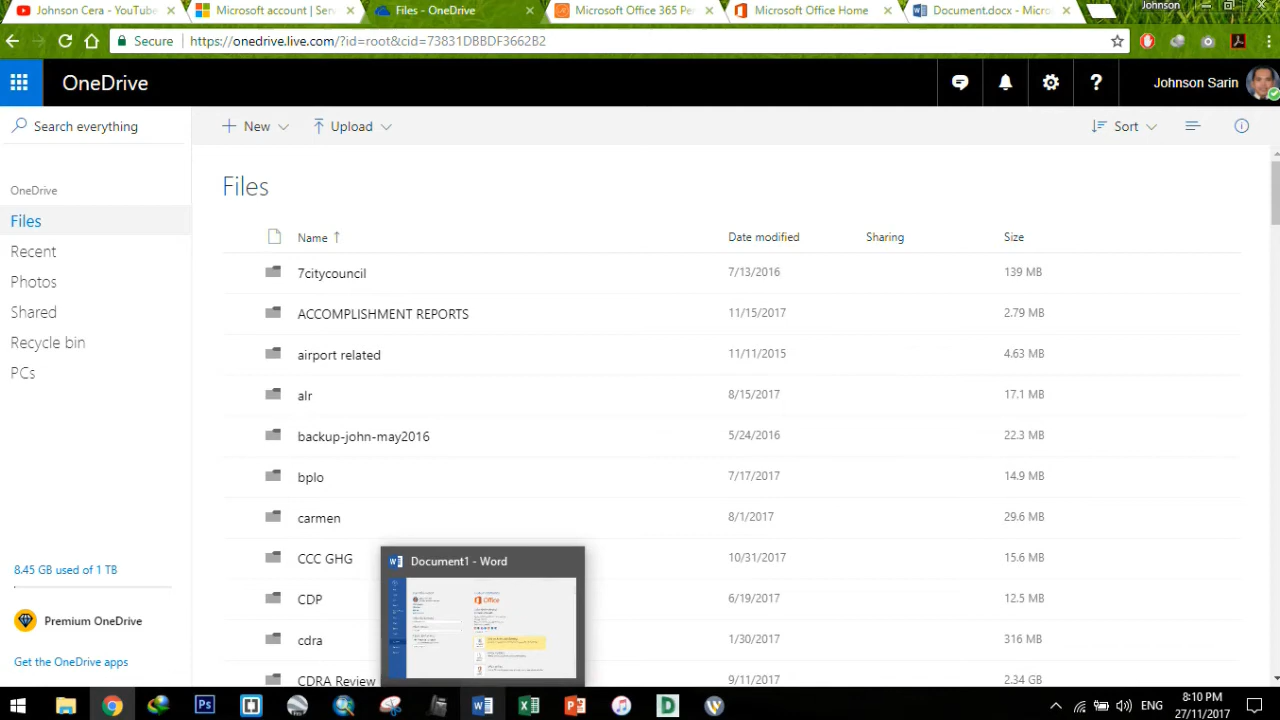 Johnson Cera - YouTube
Microsoft account | Serv
Files - OneDrive
Microsoft Office 365 Per
Microsoft Office Home
Document.docx - Micro
Johnson
Secure
https://onedrive.live.com/?id=root&cid=73831DBBDF3662B2
OneDrive
Johnson Sarin
Search everything
New
Upload
Sort
OneDrive
Files
Recent
Photos
Shared
Recycle bin
PCs
8.45 GB used of 1 TB
Premium OneDrive
Get the OneDrive apps
Files
Name ↑ Date modified Sharing Size
7citycouncil 7/13/2016 139 MB
ACCOMPLISHMENT REPORTS 11/15/2017 2.79 MB
airport related 11/11/2015 4.63 MB
alr 8/15/2017 17.1 MB
backup-john-may2016 5/24/2016 22.3 MB
bplo 7/17/2017 14.9 MB
carmen 8/1/2017 29.6 MB
CCC GHG 10/31/2017 15.6 MB
CDP 6/19/2017 12.5 MB
cdra 1/30/2017 316 MB
CDRA Review 9/11/2017 2.34 GB
Document1 - Word
Office
ENG
8:10 PM
27/11/2017